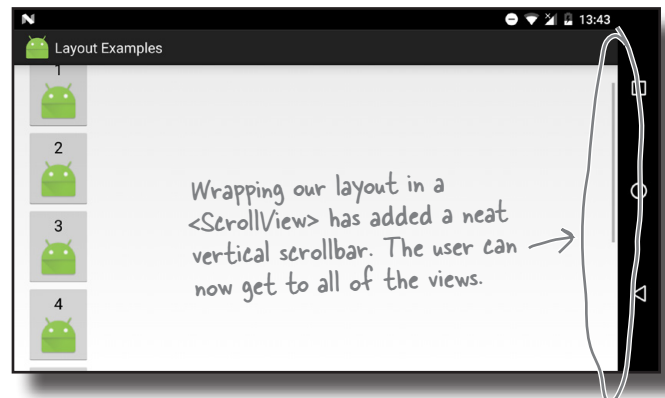 13:43
Layout Examples
1
2
3
4
Wrapping our layout in a
<ScrollView> has added a neat
vertical scrollbar. The user can
now get to all of the views.